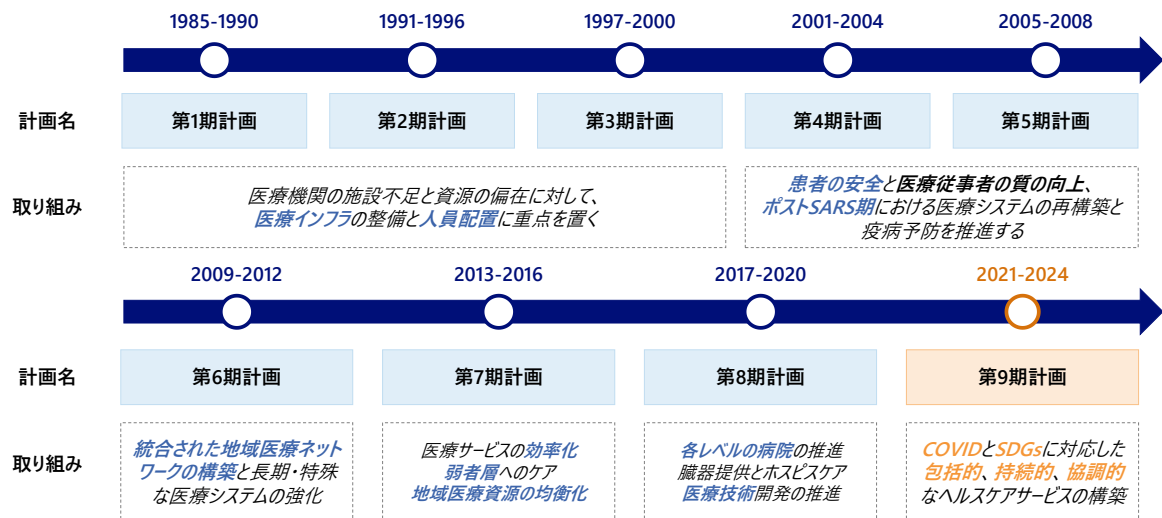 1985-1990 1991-1996 1997-2000 2001-2004 2005-2008
計画名 第1期計画 第2期計画 第3期計画 第4期計画 第5期計画
取り組み
医療機関の施設不足と資源の偏在に対して、
医療インフラの整備と人員配置に重点を置く
患者の安全と医療従事者の質の向上、
ポストSARS期における医療システムの再構築と
疫病予防を推進する
2009-2012 2013-2016 2017-2020 2021-2024
計画名 第6期計画 第7期計画 第8期計画 第9期計画
取り組み
統合された地域医療ネット
ワークの構築と長期・特殊
な医療システムの強化
医療サービスの効率化
弱者層へのケア
地域医療資源の均衡化
各レベルの病院の推進
臓器提供とホスピスケア
医療技術開発の推進
COVIDとSDGsに対応した
包括的、持続的、協調的
なヘルスケアサービスの構築